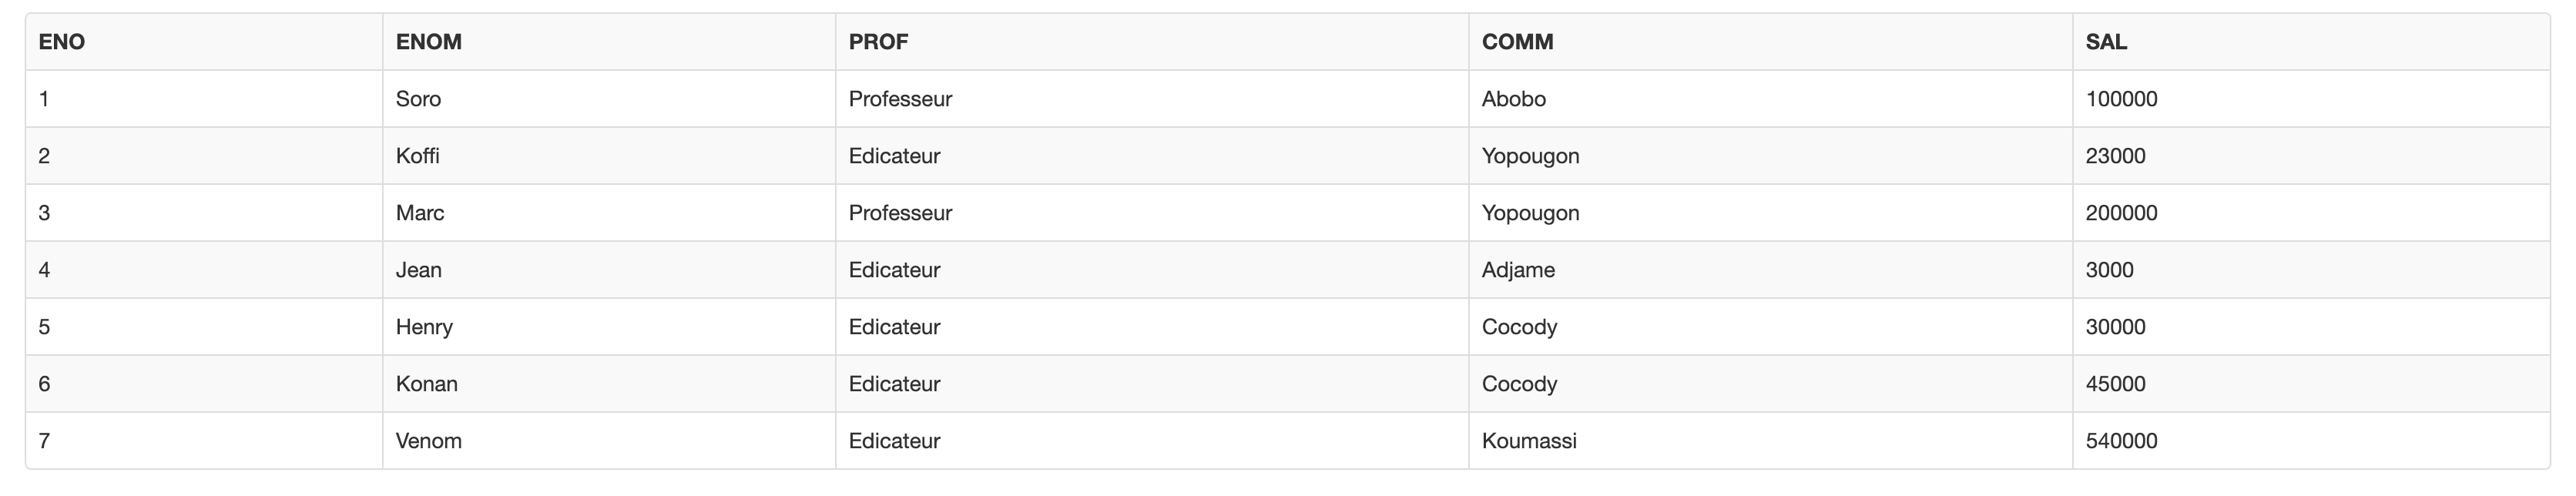 ENO ENOM PROF COMM SAL
1 Soro Professeur Abobo 100000
2 Koffi Edicateur Yopougon 23000
3 Marc Professeur Yopougon 200000
4 Jean Edicateur Adjame 3000
5 Henry Edicateur Cocody 30000
6 Konan Edicateur Cocody 45000
7 Venom Edicateur Koumassi 540000